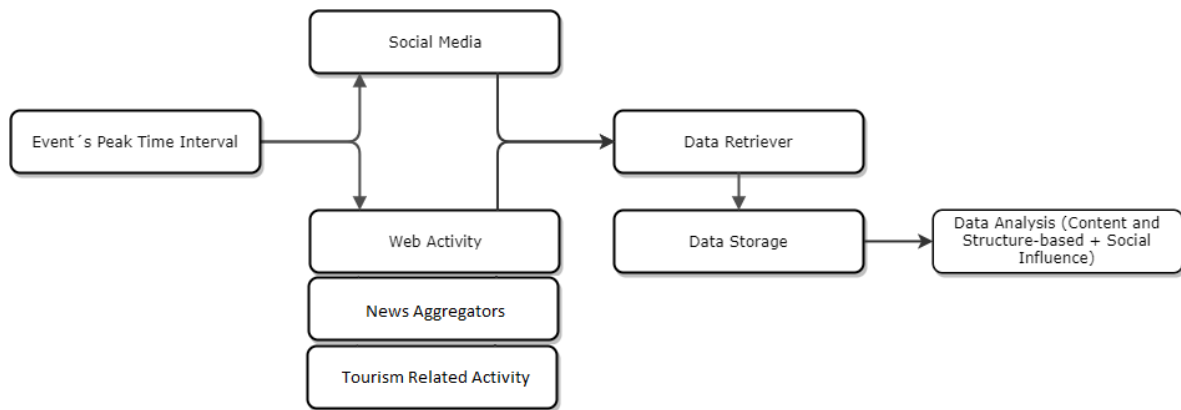 Social Media
Event´s Peak Time Interval
Data Retriever
Web Activity
Data Storage
Data Analysis (Content and
Structure-based + Social
Influence)
News Aggregators
Tourism Related Activity